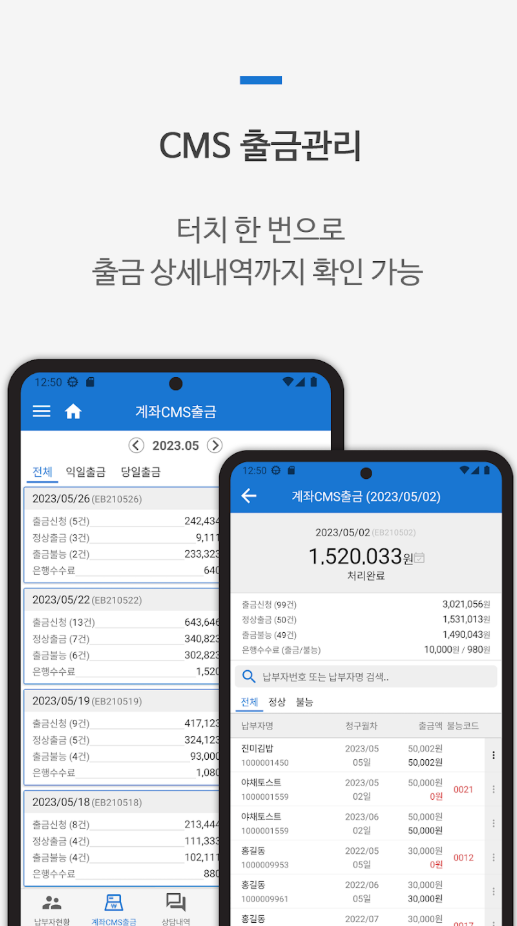 CMS 출금관리
터치 한 번으로
출금 상세내역까지 확인 가능
12:50
계좌CMS출금
2023.05
전체 익일출금 당일출금
2023/05/26 (EB210526)
출금신청 (5건) 242,434
정상출금 (3건) 9,111
출금불능 (2건) 233,323
은행수수료 640
2023/05/22 (EB210522)
출금신청 (13건) 643,646
정상출금 (7건) 340,823
출금불능 (6건) 302,823
은행수수료 1,520
2023/05/19 (EB210519)
출금신청 (9건) 417,123
정상출금 (5건) 324,123
출금불능 (4건) 93,000
은행수수료 1,080
2023/05/18 (EB210518)
출금신청 (8건) 213,444
정상출금 (4건) 111,333
출금불능 (4건) 102,111
은행수수료 880
납부자현황 계좌CMS출금 상담내역
12:50
계좌CMS출금 (2023/05/02)
2023/05/02 (EB210502)
1,520,033원
처리완료
출금신청 (99건) 3,021,056원
정상출금 (50건) 1,531,013원
출금불능 (49건) 1,490,043원
은행수수료 (출금/불능) 10,000원 / 980원
납부자번호 또는 납부자명 검색..
전체 정상 불능
납부자명 청구월차 출금액 불능코드
진미김밥 2023/05 50,002원
1000001450 05일 50,002원
야채토스트 2023/05 50,000원 0021
1000001559 02일 0원
야채토스트 2023/06 50,000원
1000001559 02일 50,000원
홍길동 2022/05 50,000원 0012
1000009953 05일 0원
홍길동 2022/06 30,000원
1000009961 05일 30,000원
홍길동 2022/07 30,000원